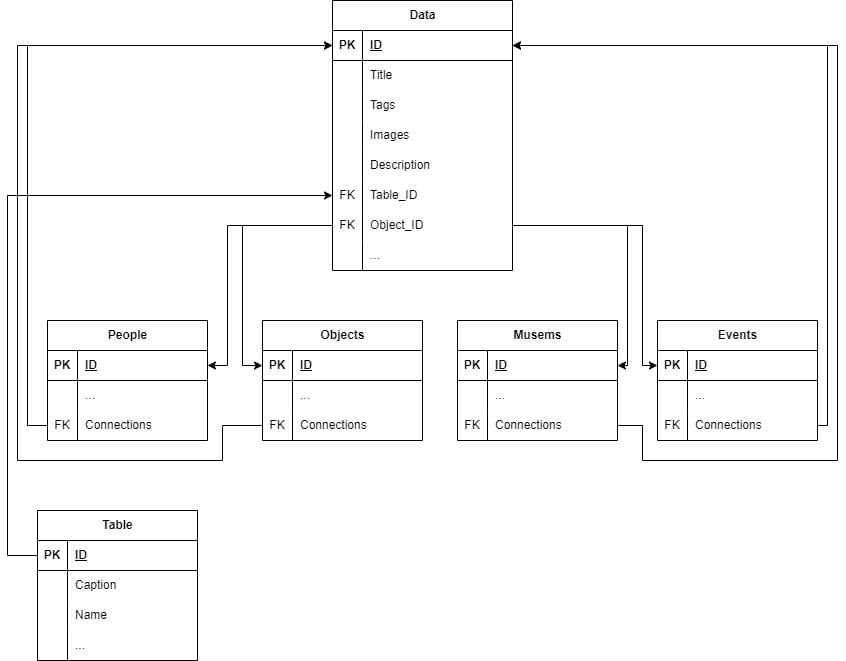 Data
PK ID
Title
Tags
Images
Description
FK Table_ID
FK Object_ID
...
People
PK ID
...
FK Connections
Objects
PK ID
...
FK Connections
Musems
PK ID
...
FK Connections
Events
PK ID
...
FK Connections
Table
PK ID
Caption
Name
...